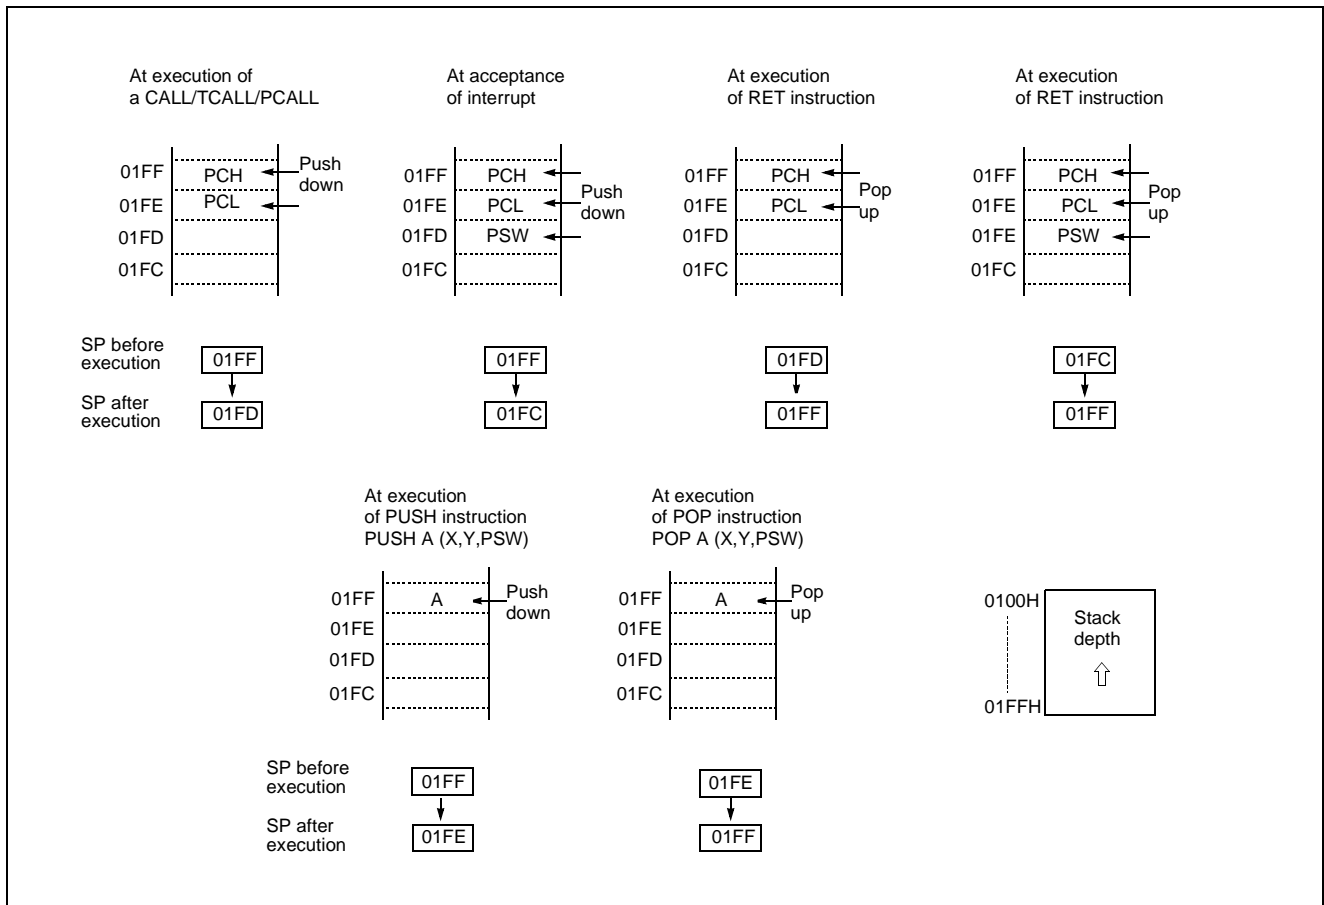 At execution of
a CALL/TCALL/PCALL
01FF
PCH
Push
down
01FE
PCL
01FD
01FC
At acceptance
of interrupt
01FF
PCH
Push
down
01FE
PCL
01FD
PSW
01FC
At execution
of RET instruction
01FF
PCH
Pop
up
01FE
PCL
01FD
01FC
At execution
of RET instruction
01FF
PCH
Pop
up
01FE
PCL
01FE
PSW
01FC
SP before
execution
01FF
01FF
01FD
01FC
SP after
execution
01FD
01FC
01FF
01FF
At execution
of PUSH instruction
PUSH A (X,Y,PSW)
01FF
A
Push
down
01FE
01FD
01FC
At execution
of POP instruction
POP A (X,Y,PSW)
01FF
A
Pop
up
01FE
01FD
01FC
0100H
Stack
depth
01FFH
SP before
execution
01FF
01FE
SP after
execution
01FE
01FF